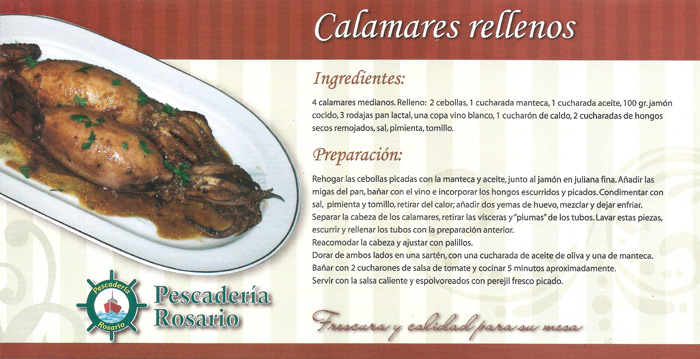 Calamares rellenos
Ingredientes:
4 calamares medianos. Relleno: 2 cebollas, 1 cucharada manteca, 1 cucharada aceite, 100 gr. jamón
cocido, 3 rodajas pan lactal, una copa vino blanco, 1 cucharón de caldo, 2 cucharadas de hongos
secos remojados, sal, pimienta, tomillo.
Preparación:
Rehogar las cebollas picadas con la manteca y aceite, junto al jamón en juliana fina. Añadir las
migas del pan, bañar con el vino e incorporar los hongos escurridos y picados. Condimentar con
sal, pimienta y tomillo, retirar del calor; añadir dos yemas de huevo, mezclar y dejar enfriar.
Separar la cabeza de los calamares, retirar las vísceras y "plumas" de los tubos. Lavar estas piezas,
escurrir y rellenar los tubos con la preparación anterior.
Reacomodar la cabeza y ajustar con palillos.
Dorar de ambos lados en una sartén, con una cucharada de aceite de oliva y una de manteca.
Bañar con 2 cucharones de salsa de tomate y cocinar 5 minutos aproximadamente.
Servir con la salsa caliente y espolvoreados con perejil fresco picado.
Pescadería
Rosario
Pescadería
Rosario
Frescura y calidad para su mesa